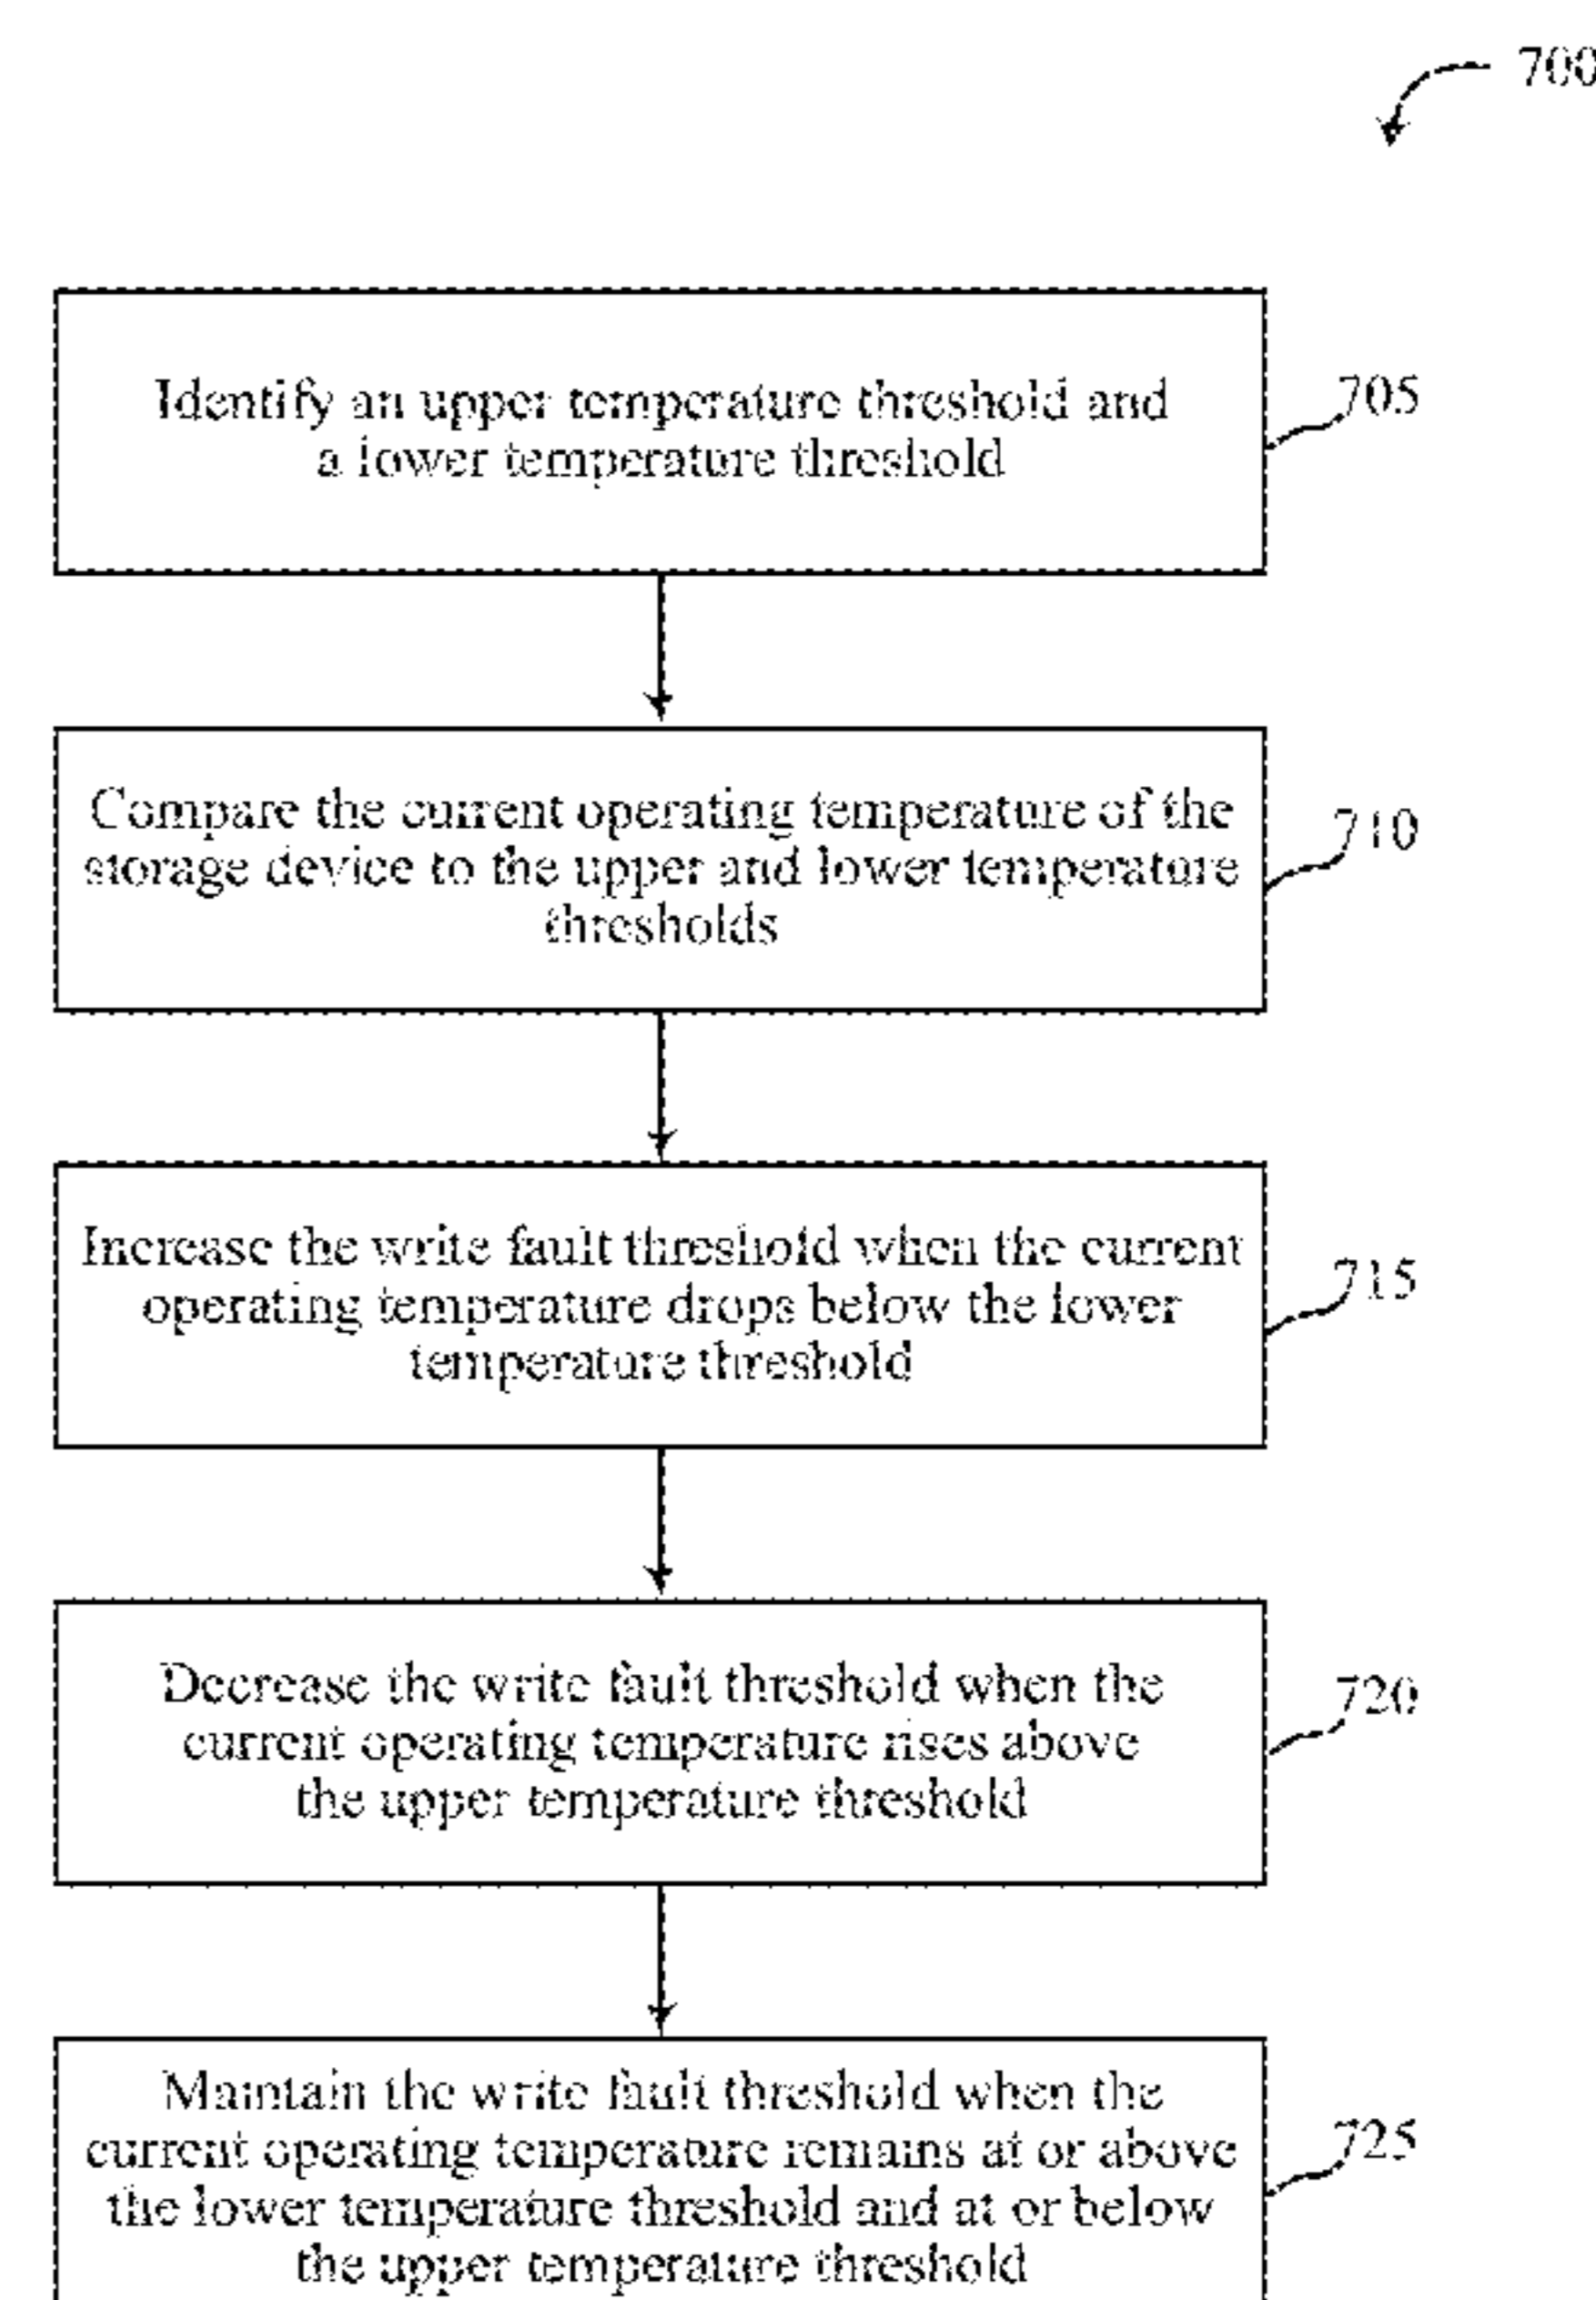 700
Identify an upper temperature threshold and
a lower temperature threshold
705
Compare the current operating temperature of the
storage device to the upper and lower temperature
thresholds
710
Increase the write fault threshold when the current
operating temperature drops below the lower
temperature threshold
715
Decrease the write fault threshold when the
current operating temperature rises above
the upper temperature threshold
720
Maintain the write fault threshold when the
current operating temperature remains at or above
the lower temperature threshold and at or below
the upper temperature threshold
725